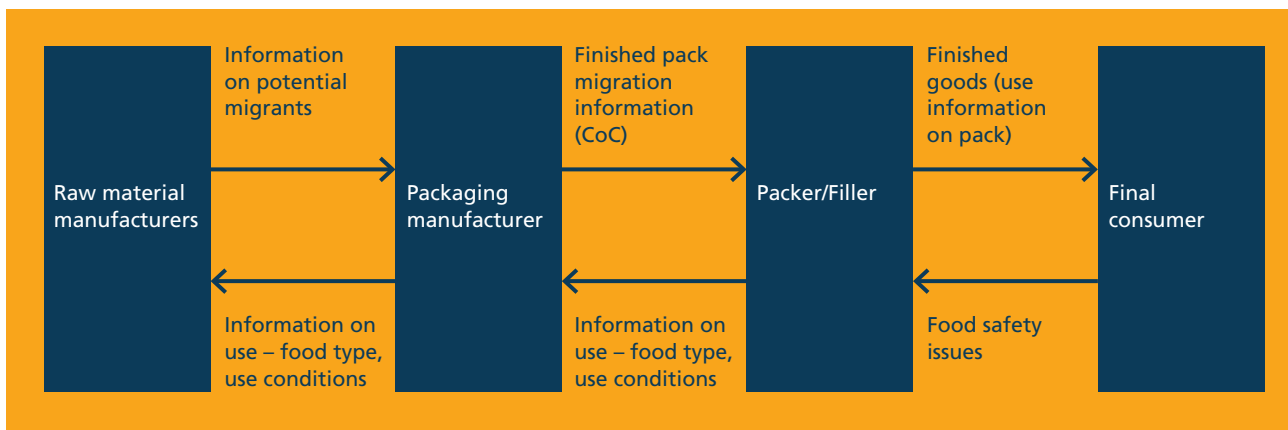 Information
on potential
migrants
Finished pack
migration
information
(CoC)
Finished
goods (use
information
on pack)
Raw material
manufacturers
Packaging
manufacturer
Packer/Filler
Final
consumer
Information on
use – food type,
use conditions
Information on
use – food type,
use conditions
Food safety
issues